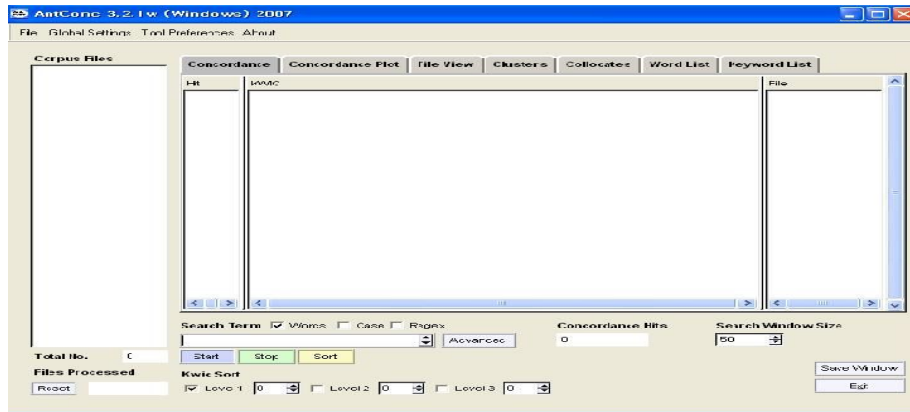 AntConc 3.2.1w (Windows) 2007
File Global Settings Tool Preferences About
Corpus Files
Concordance Concordance Plot File View Clusters Collocates Word List Keyword List
Hit KWIC File
Search Term Words Case Regex Concordance Hits Search Window Size
Advanced 0 50
Total No. 0 Start Stop Sort
Files Processed Kwic Sort Save Window
Reset Level 1 0 Level 2 0 Level 3 0 Exit